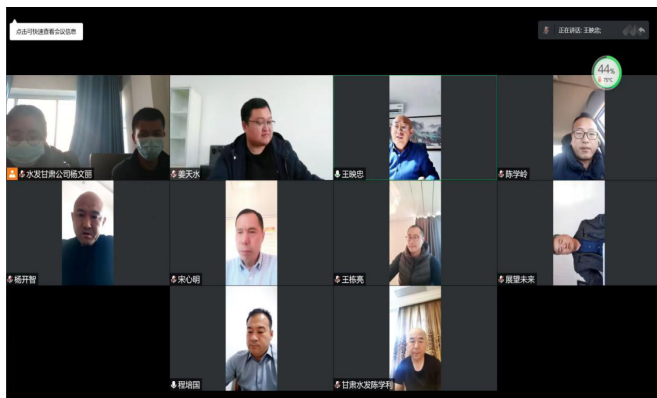 点击可快速查看会议信息
正在讲话: 王映忠;
44%
75℃
水发甘肃公司杨文丽
姜天水
王映忠
陈学岭
杨开智
宋心明
王栋亮
展望未来
程培国
甘肃水发陈学利